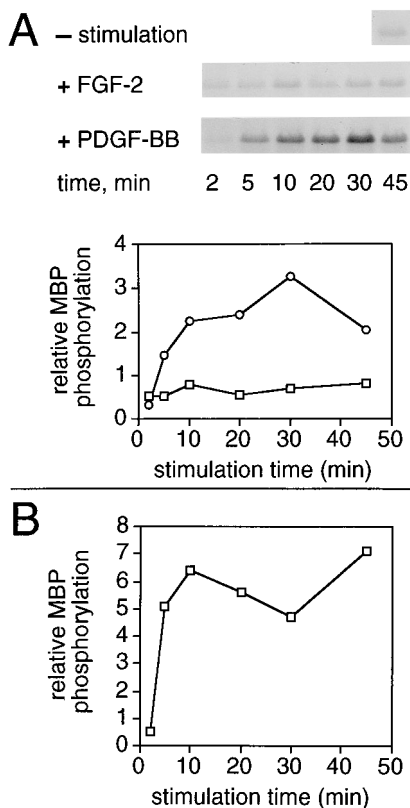 A
– stimulation
+ FGF-2
+ PDGF-BB
time, min 2 5 10 20 30 45
relative MBP
phosphorylation
4
3
2
1
0
0 10 20 30 40 50
stimulation time (min)
B
relative MBP
phosphorylation
8
7
6
5
4
3
2
1
0
0 10 20 30 40 50
stimulation time (min)